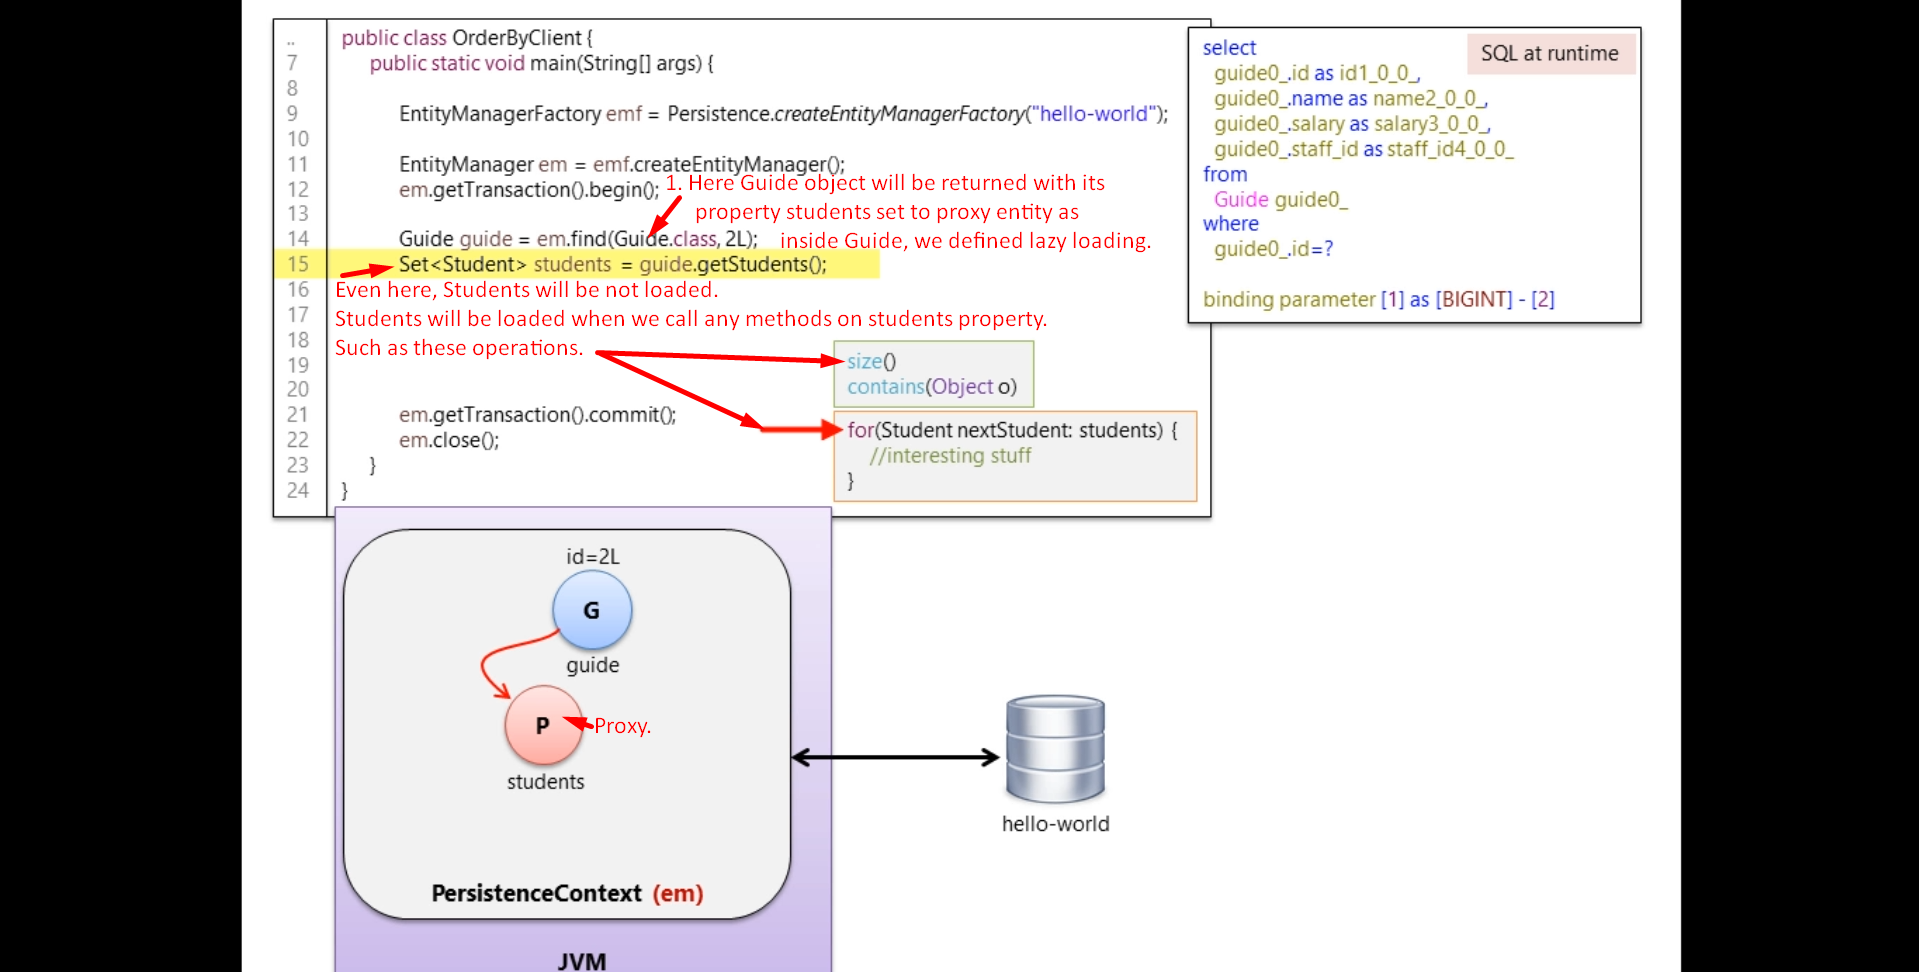 ..
public class OrderByClient {
7 public static void main(String[] args) {
8
9 EntityManagerFactory emf = Persistence.createEntityManagerFactory("hello-world");
10
11 EntityManager em = emf.createEntityManager();
12 em.getTransaction().begin();
1. Here Guide object will be returned with its
13
property students set to proxy entity as
14 Guide guide = em.find(Guide.class, 2L);
inside Guide, we defined lazy loading.
15 Set<Student> students = guide.getStudents();
16
Even here, Students will be not loaded.
17
Students will be loaded when we call any methods on students property.
18
Such as these operations.
19
size()
20
contains(Object o)
21 em.getTransaction().commit();
22 em.close();
23 }
24 }
for(Student nextStudent: students) {
//interesting stuff
}
SQL at runtime
select
guide0_.id as id1_0_0_,
guide0_.name as name2_0_0_,
guide0_.salary as salary3_0_0_,
guide0_.staff_id as staff_id4_0_0_
from
Guide guide0_
where
guide0_.id=?
binding parameter [1] as [BIGINT] - [2]
id=2L
G
guide
P
Proxy.
students
hello-world
PersistenceContext (em)
JVM